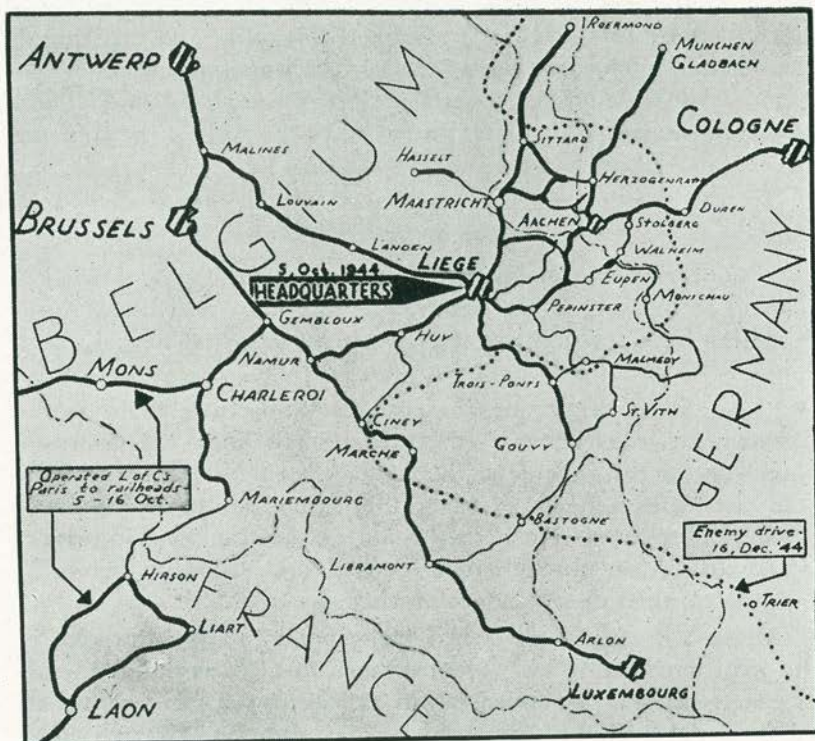 ROERMOND
MUNCHEN
GLADBACH
ANTWERP
COLOGNE
MALINES
SITTARD
HASSELT
HERZOGENRATH
MAASTRICHT
LOUVAIN
AACHEN
DUREN
STOLBERG
BRUSSELS
WALHEIM
LANDEN
LIEGE
EUPEN
5, Oct. 1944
HEADQUARTERS
PEPINSTER
MONSCHAU
BELGIUM
GEMBLOUX
HUY
NAMUR
MALMEDY
TROIS-PONTS
MONS
CHARLEROI
ST. VITH
CINEY
GOUVY
MARCHE
GERMANY
Operated L of C's
Paris to railheads -
5 - 16 Oct.
MARIEMBOURG
BASTOGNE
Enemy drive -
16, Dec. '44
HIRSON
LIBRAMONT
TRIER
FRANCE
LIART
ARLON
LUXEMBOURG
LAON